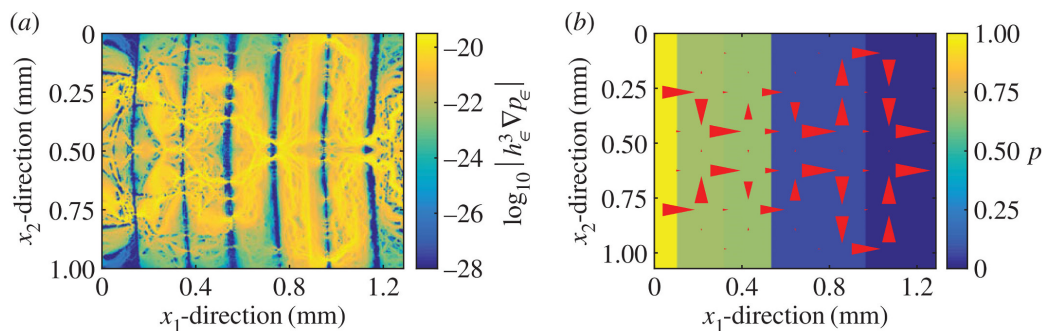 (a)
0
0.25
0.50
0.75
1.00
x₂-direction (mm)
0 0.4 0.8 1.2
x₁-direction (mm)
−20
−22
−24
−26
−28
log₁₀|h³_ϵ ∇p_ϵ|
(b)
0
0.25
0.50
0.75
1.00
x₂-direction (mm)
0 0.4 0.8 1.2
x₁-direction (mm)
1.00
0.75
0.50
0.25
0
p